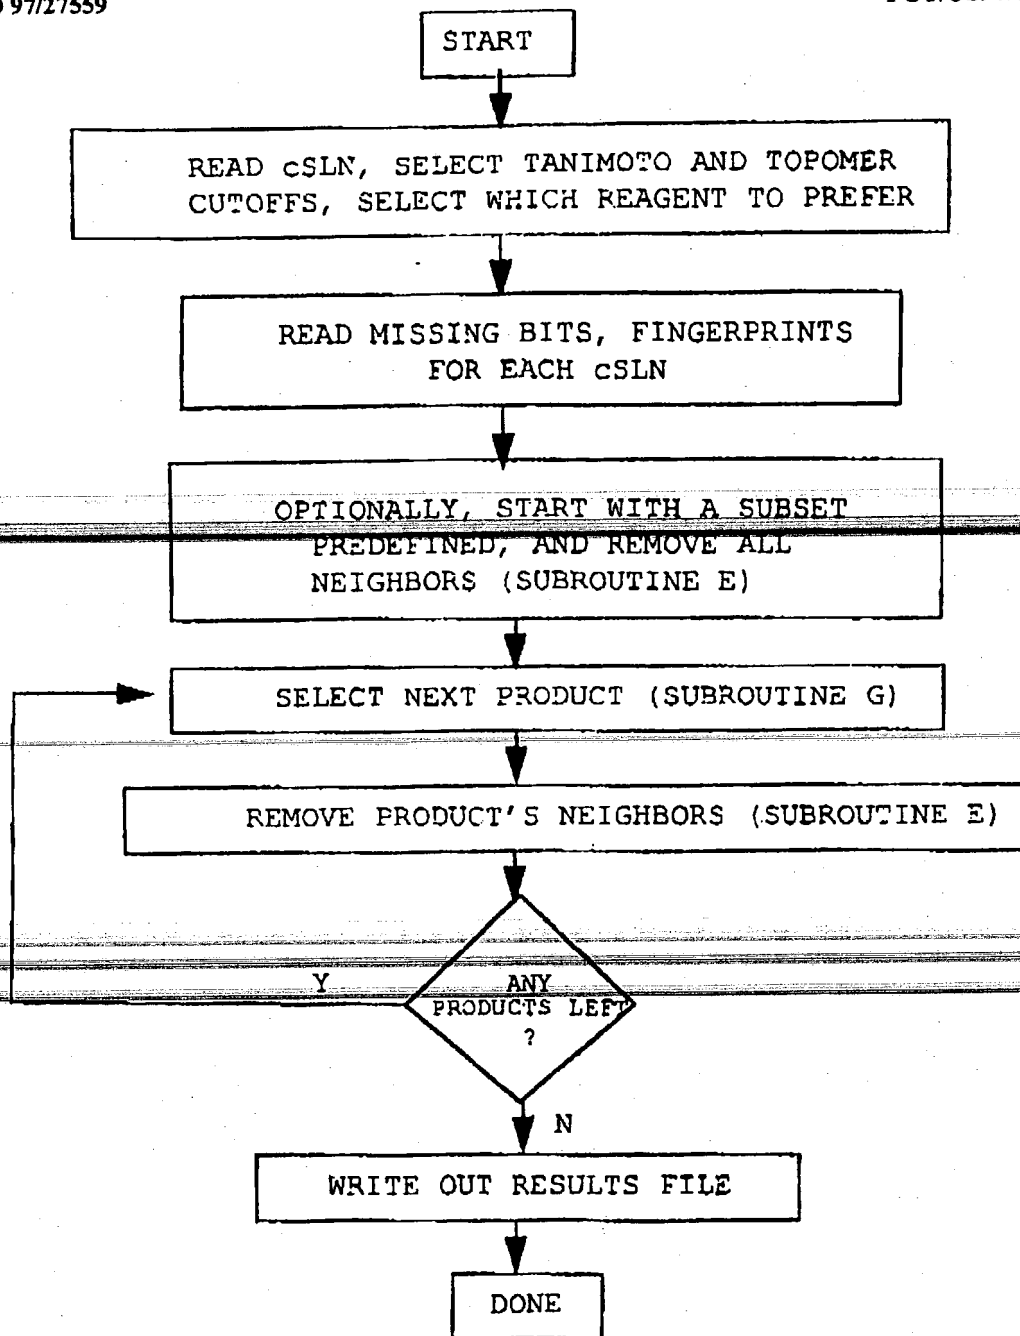 97/27559
START
READ cSLN, SELECT TANIMOTO AND TOPOMER
CUTOFFS, SELECT WHICH REAGENT TO PREFER
READ MISSING BITS, FINGERPRINTS
FOR EACH cSLN
OPTIONALLY, START WITH A SUBSET
PREDEFINED, AND REMOVE ALL
NEIGHBORS (SUBROUTINE E)
SELECT NEXT PRODUCT (SUBROUTINE G)
REMOVE PRODUCT'S NEIGHBORS (SUBROUTINE E)
Y
ANY
PRODUCTS LEFT
?
N
WRITE OUT RESULTS FILE
DONE